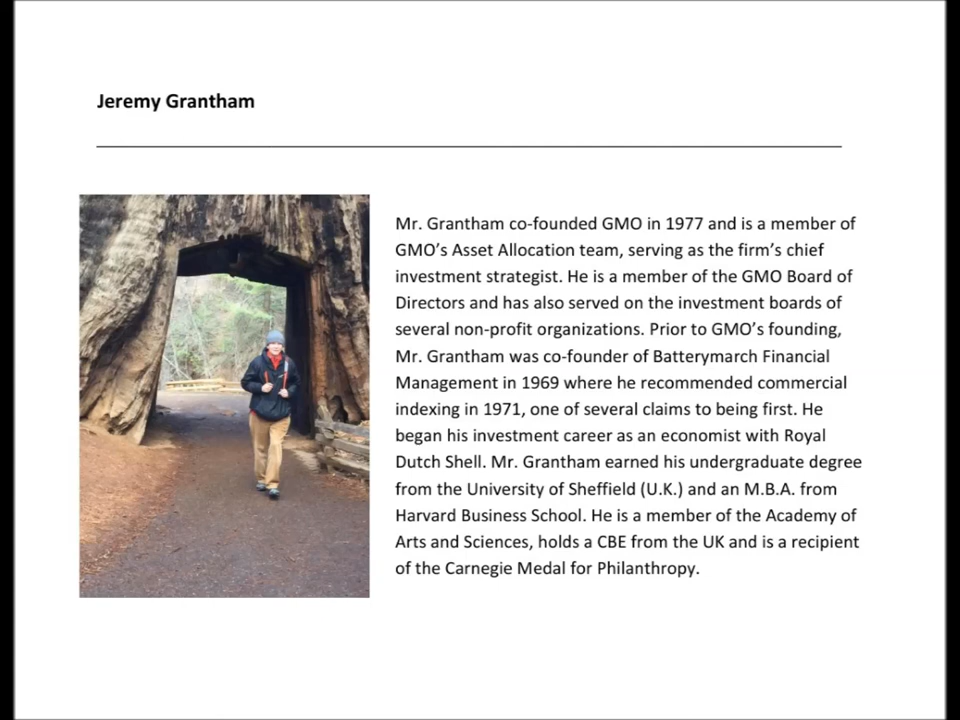 Jeremy Grantham
Mr. Grantham co-founded GMO in 1977 and is a member of
GMO’s Asset Allocation team, serving as the firm’s chief
investment strategist. He is a member of the GMO Board of
Directors and has also served on the investment boards of
several non-profit organizations. Prior to GMO’s founding,
Mr. Grantham was co-founder of Batterymarch Financial
Management in 1969 where he recommended commercial
indexing in 1971, one of several claims to being first. He
began his investment career as an economist with Royal
Dutch Shell. Mr. Grantham earned his undergraduate degree
from the University of Sheffield (U.K.) and an M.B.A. from
Harvard Business School. He is a member of the Academy of
Arts and Sciences, holds a CBE from the UK and is a recipient
of the Carnegie Medal for Philanthropy.